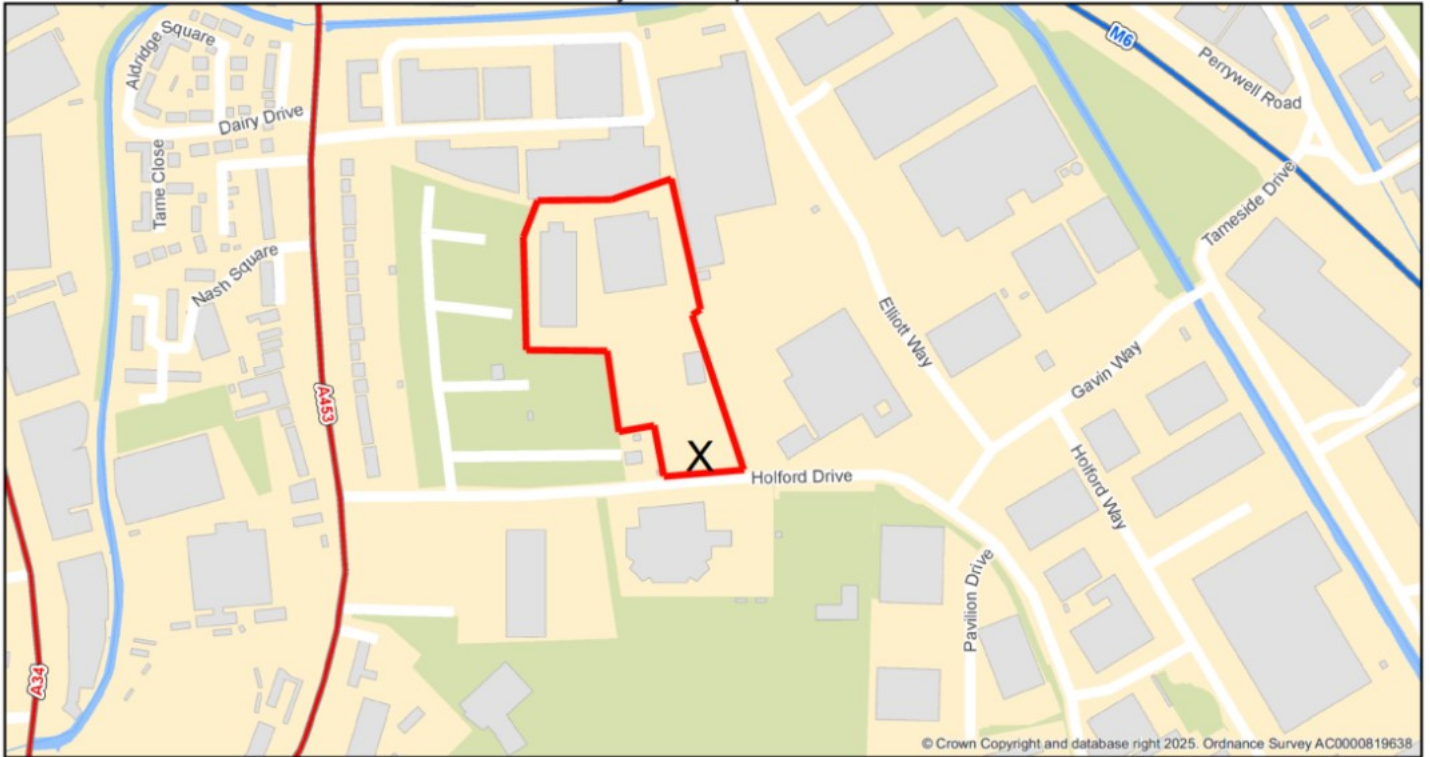 M6
Aldridge Square
Perrywell Road
Dairy Drive
Tame Close
Tameside Drive
Nash Square
Elliott Way
Gavin Way
A453
X
Holford Drive
Holford Way
Pavilion Drive
A34
© Crown Copyright and database right 2025. Ordnance Survey AC0000819638